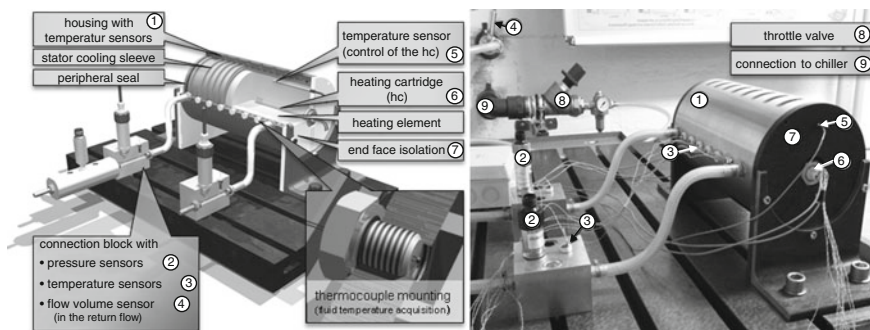 housing with ①
temperatur sensors
stator cooling sleeve
peripheral seal
temperature sensor
(control of the hc) ⑤
heating cartridge
(hc) ⑥
heating element
end face isolation ⑦
connection block with
• pressure sensors ②
• temperature sensors ③
• flow volume sensor ④
(in the return flow)
thermocouple mounting
(fluid temperature acquisition)
④
throttle valve ⑧
connection to chiller ⑨
⑨
⑧
①
⑤
⑦
③
②
⑥
②
③